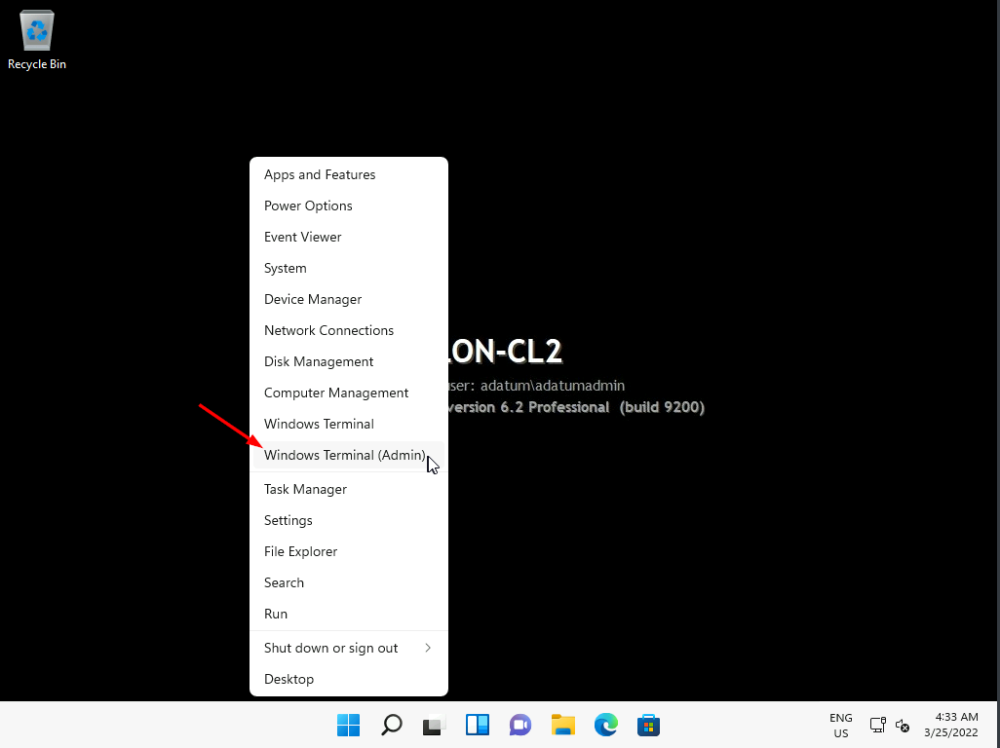 Recycle Bin
Apps and Features
Power Options
Event Viewer
System
Device Manager
Network Connections
Disk Management
Computer Management
Windows Terminal
Windows Terminal (Admin)
Task Manager
Settings
File Explorer
Search
Run
Shut down or sign out
Desktop
LON-CL2
user: adatum\adatumadmin
version 6.2 Professional (build 9200)
ENG
US
4:33 AM
3/25/2022